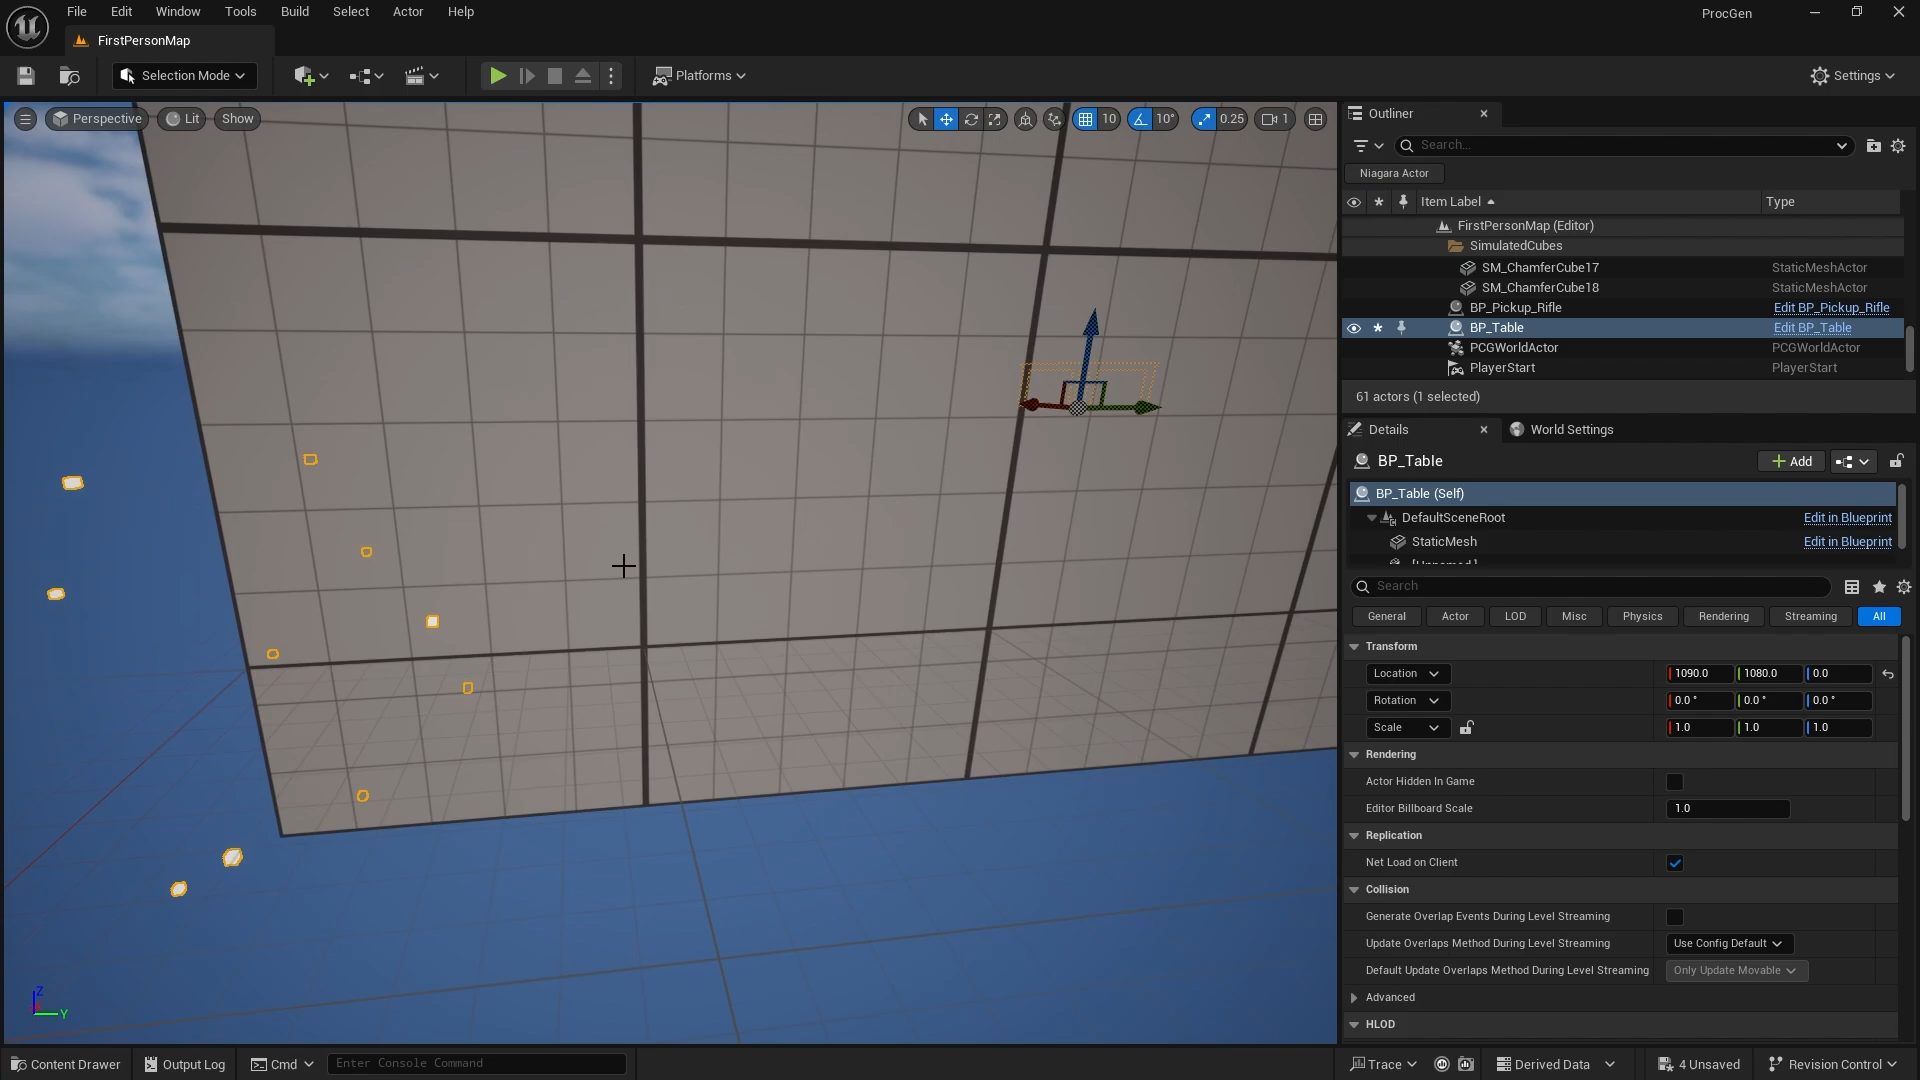 File Edit Window Tools Build Select Actor Help
ProcGen
FirstPersonMap
Selection Mode
Platforms
Settings
Perspective Lit Show
10 10° 0.25 1
Outliner
Search...
Niagara Actor
Item Label Type
FirstPersonMap (Editor)
SimulatedCubes
SM_ChamferCube17 StaticMeshActor
SM_ChamferCube18 StaticMeshActor
BP_Pickup_Rifle Edit BP_Pickup_Rifle
BP_Table Edit BP_Table
PCGWorldActor PCGWorldActor
PlayerStart PlayerStart
61 actors (1 selected)
Details World Settings
BP_Table Add
BP_Table (Self)
DefaultSceneRoot Edit in Blueprint
StaticMesh Edit in Blueprint
Search
General Actor LOD Misc Physics Rendering Streaming All
Transform
Location 1090.0 1080.0 0.0
Rotation 0.0 ° 0.0 ° 0.0 °
Scale 1.0 1.0 1.0
Rendering
Actor Hidden In Game
Editor Billboard Scale 1.0
Replication
Net Load on Client
Collision
Generate Overlap Events During Level Streaming
Update Overlaps Method During Level Streaming Use Config Default
Default Update Overlaps Method During Level Streaming Only Update Movable
Advanced
HLOD
Z
Y
Content Drawer Output Log Cmd Enter Console Command Trace Derived Data 4 Unsaved Revision Control